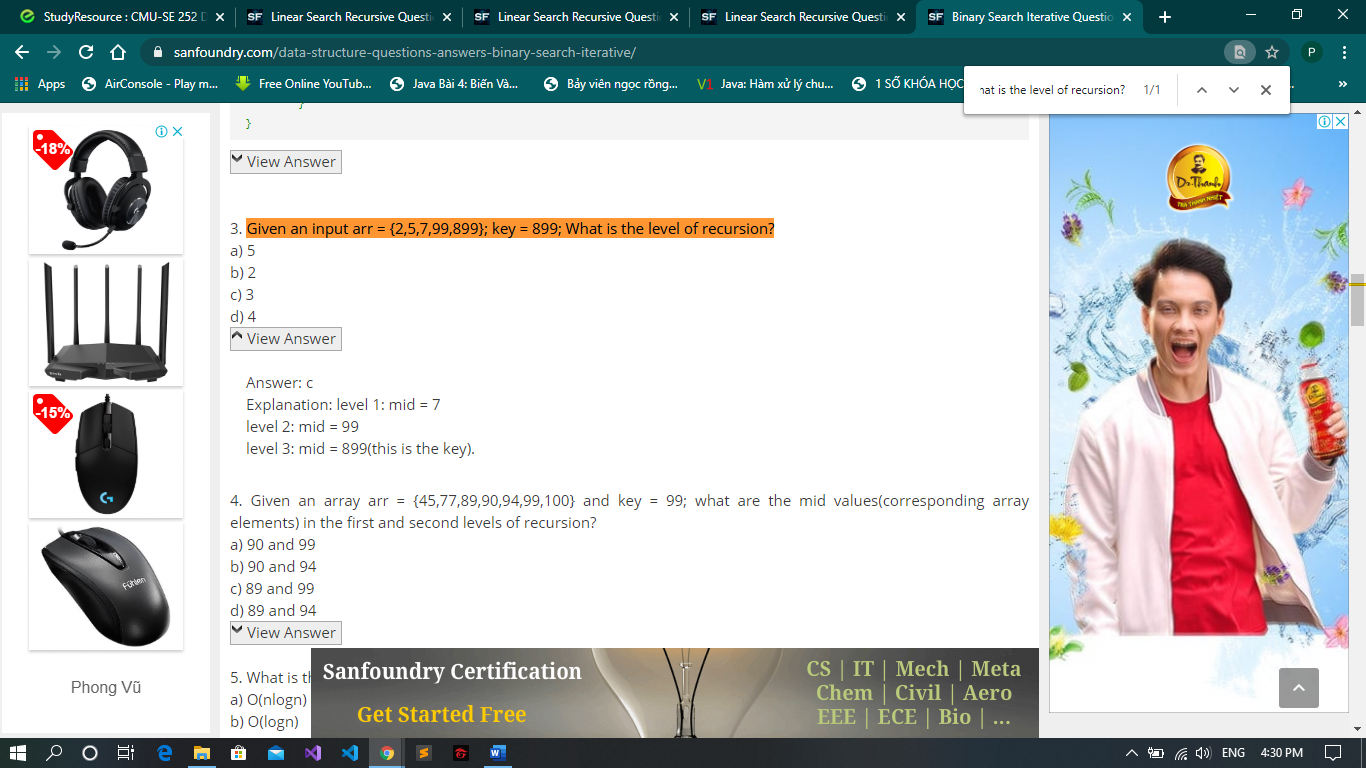 StudyResource : CMU-SE 252 D
Linear Search Recursive Questi
Linear Search Recursive Questi
Linear Search Recursive Questi
Binary Search Iterative Questio
sanfoundry.com/data-structure-questions-answers-binary-search-iterative/
P
Apps
AirConsole - Play m...
Free Online YouTub...
Java Bài 4: Biến Và...
Bảy viên ngọc rồng...
Java: Hàm xử lý chu...
1 SỐ KHÓA HỌC
hat is the level of recursion? 1/1
}
}
View Answer
3. Given an input arr = {2,5,7,99,899}; key = 899; What is the level of recursion?
a) 5
b) 2
c) 3
d) 4
View Answer
Answer: c
Explanation: level 1: mid = 7
level 2: mid = 99
level 3: mid = 899(this is the key).
4. Given an array arr = {45,77,89,90,94,99,100} and key = 99; what are the mid values(corresponding array
elements) in the first and second levels of recursion?
a) 90 and 99
b) 90 and 94
c) 89 and 99
d) 89 and 94
View Answer
5. What is th
a) O(nlogn)
b) O(logn)
-18%
-15%
Fühlen
Phong Vũ
Dr.Thanh
TRÀ THANH NHIỆT
Sanfoundry Certification
Get Started Free
CS | IT | Mech | Meta
Chem | Civil | Aero
EEE | ECE | Bio | ...
ENG
4:30 PM